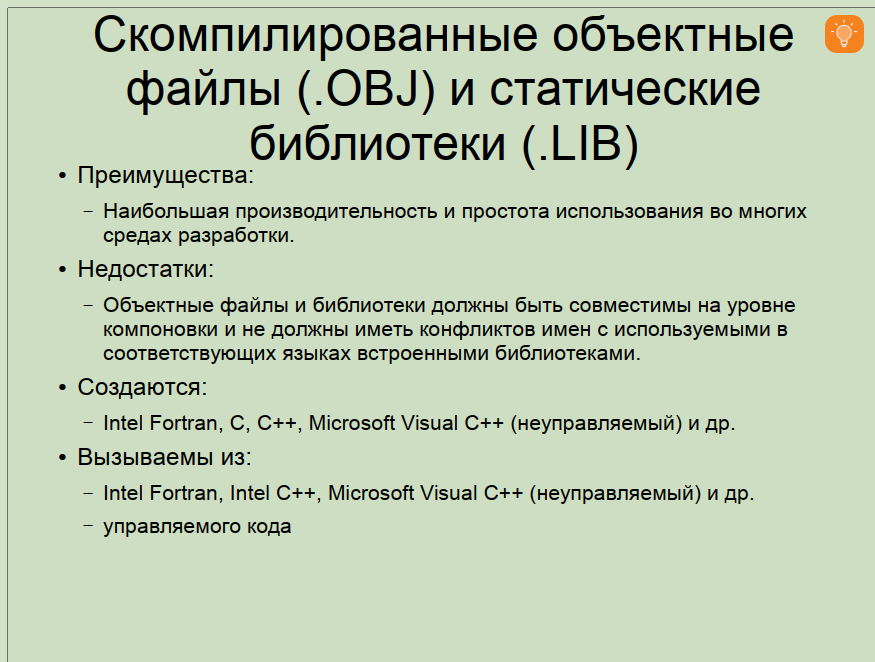 Скомпилированные объектные
файлы (.OBJ) и статические
библиотеки (.LIB)
• Преимущества:
– Наибольшая производительность и простота использования во многих
средах разработки.
• Недостатки:
– Объектные файлы и библиотеки должны быть совместимы на уровне
компоновки и не должны иметь конфликтов имен с используемыми в
соответствующих языках встроенными библиотеками.
• Создаются:
– Intel Fortran, C, C++, Microsoft Visual C++ (неуправляемый) и др.
• Вызываемы из:
– Intel Fortran, Intel C++, Microsoft Visual C++ (неуправляемый) и др.
– управляемого кода